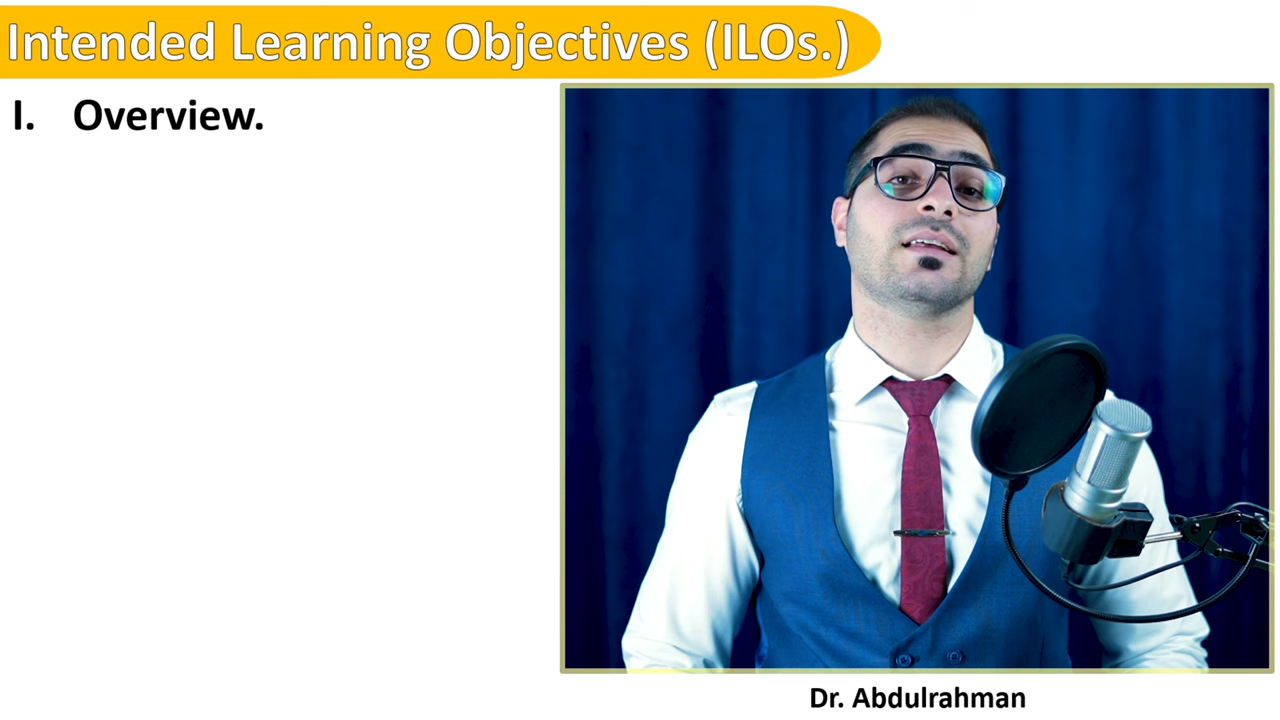 Intended Learning Objectives (ILOs.)
I. Overview.
Dr. Abdulrahman